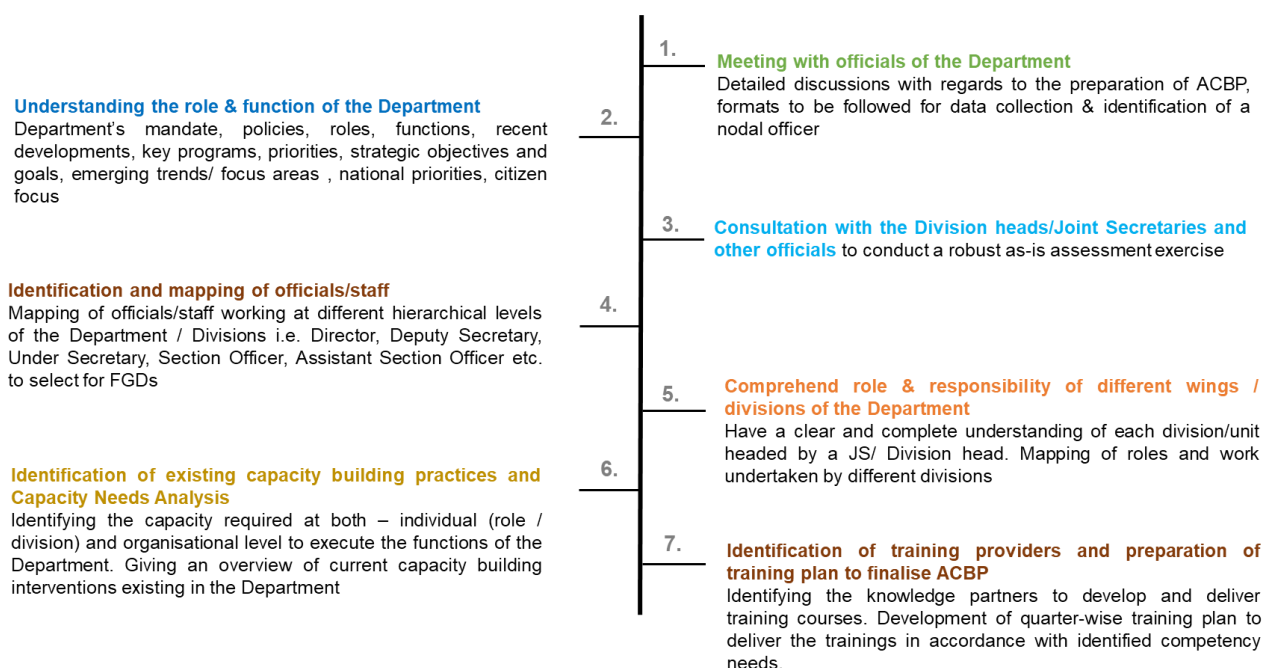 1.
Meeting with officials of the Department
Detailed discussions with regards to the preparation of ACBP,
formats to be followed for data collection & identification of a
nodal officer
2.
Understanding the role & function of the Department
Department's mandate, policies, roles, functions, recent
developments, key programs, priorities, strategic objectives and
goals, emerging trends/ focus areas , national priorities, citizen
focus
3.
Consultation with the Division heads/Joint Secretaries and
other officials to conduct a robust as-is assessment exercise
4.
Identification and mapping of officials/staff
Mapping of officials/staff working at different hierarchical levels
of the Department / Divisions i.e. Director, Deputy Secretary,
Under Secretary, Section Officer, Assistant Section Officer etc.
to select for FGDs
5.
Comprehend role & responsibility of different wings /
divisions of the Department
Have a clear and complete understanding of each division/unit
headed by a JS/ Division head. Mapping of roles and work
undertaken by different divisions
6.
Identification of existing capacity building practices and
Capacity Needs Analysis
Identifying the capacity required at both – individual (role /
division) and organisational level to execute the functions of the
Department. Giving an overview of current capacity building
interventions existing in the Department
7.
Identification of training providers and preparation of
training plan to finalise ACBP
Identifying the knowledge partners to develop and deliver
training courses. Development of quarter-wise training plan to
deliver the trainings in accordance with identified competency
needs.